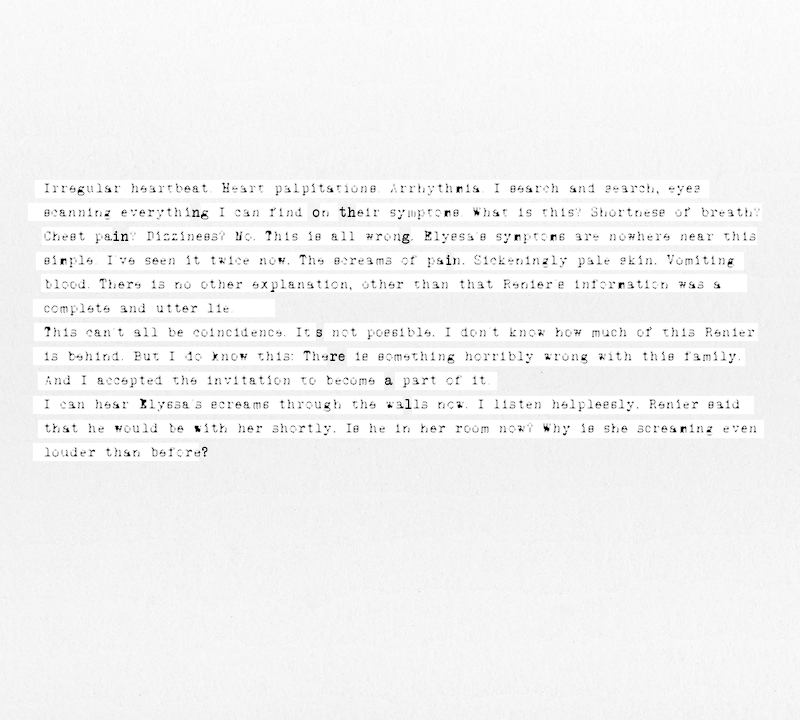 Irregular heartbeat. Heart palpitations. Arrhythmia. I search and search, eyes
scanning everything I can find on their symptoms. What is this? Shortness of breath?
Chest pain? Dizziness? No. This is all wrong. Elyssa's symptoms are nowhere near this
simple. I've seen it twice now. The screams of pain. Sickeningly pale skin. Vomiting
blood. There is no other explanation, other than that Renier's information was a
complete and utter lie
This can't all be coincidence. It's not possible. I don't know how much of this Renier
is behind. But I do know this: There is something horribly wrong with this family.
And I accepted the invitation to become a part of it.
I can hear Elyssa's screams through the walls now. I listen helplessly. Renier said
that he would be with her shortly. Is he in her room now? Why is she screaming even
louder than before?